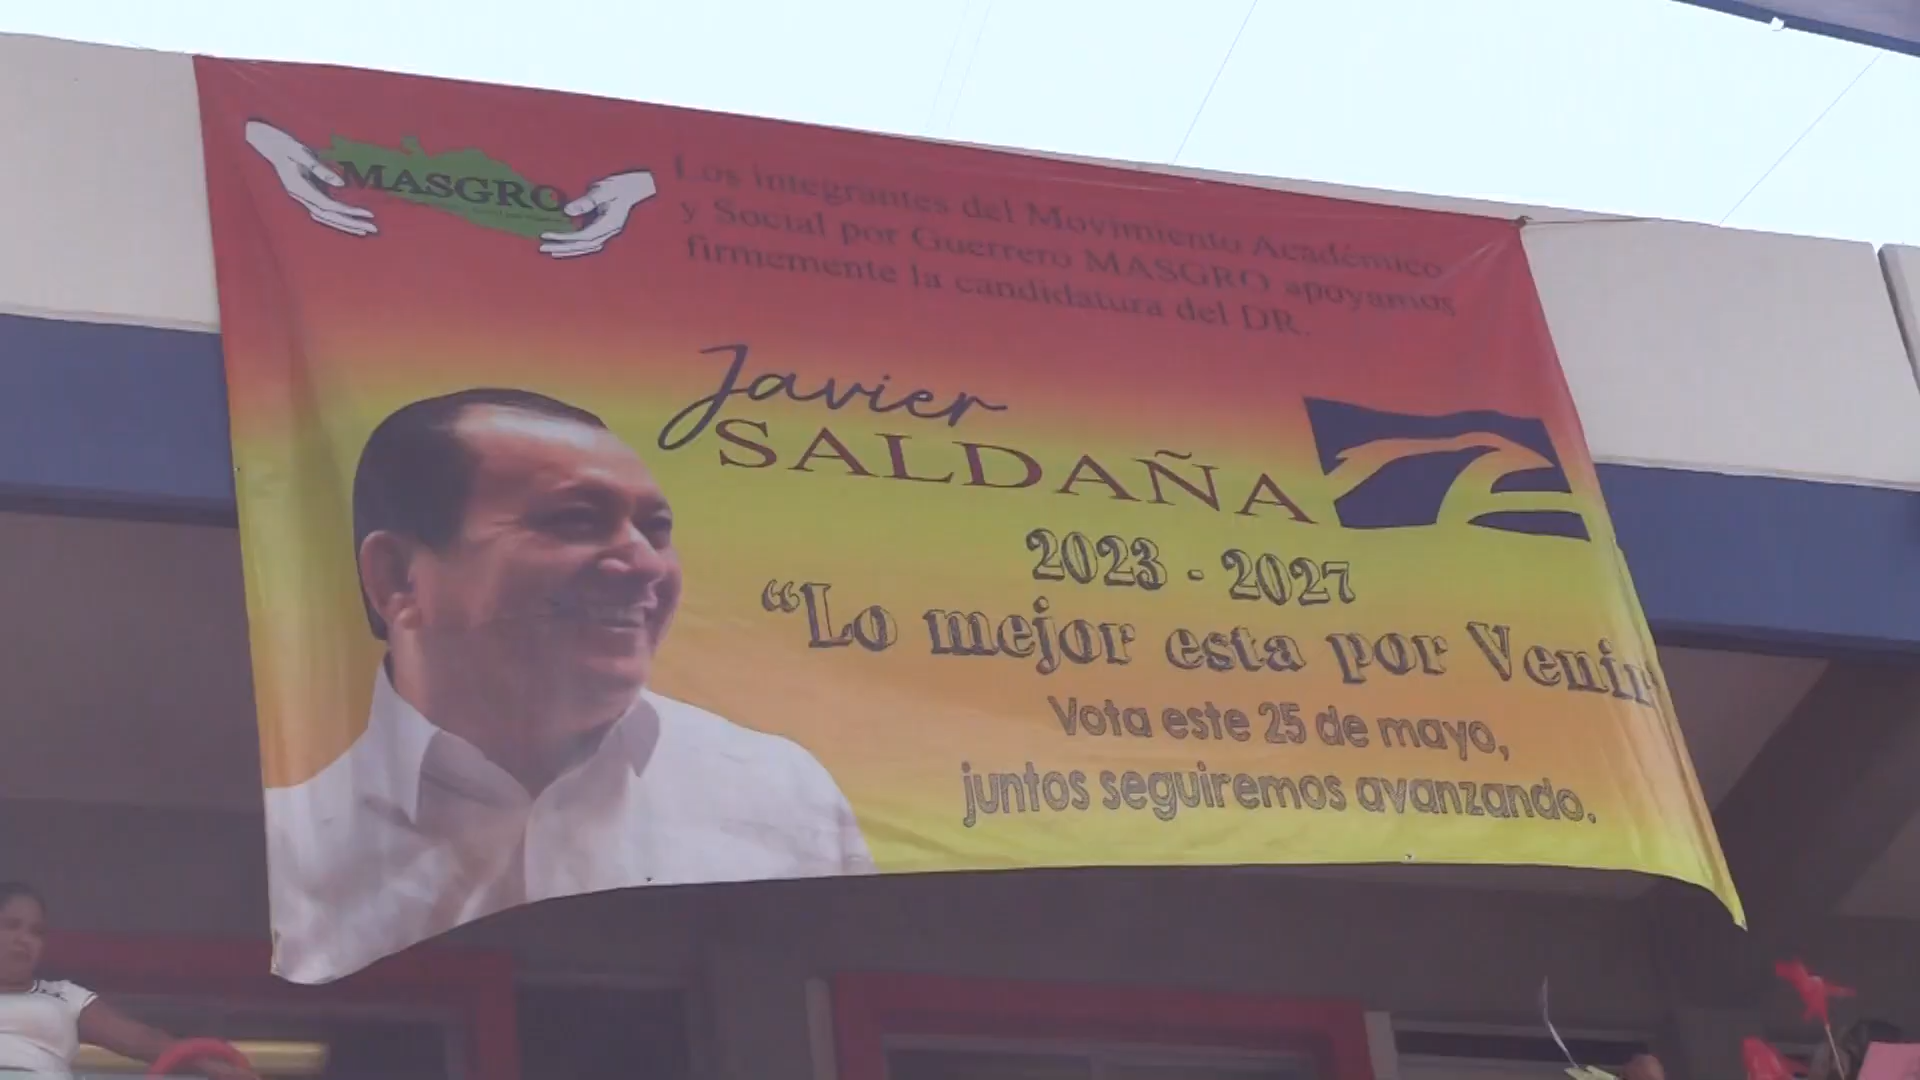 MASGRO
Los integrantes del Movimiento Académico
y Social por Guerrero MASGRO apoyamos
firmemente la candidatura del DR.
Javier
SALDAÑA
2023 - 2027
“Lo mejor esta por Venir
Vota este 25 de mayo,
juntos seguiremos avanzando.